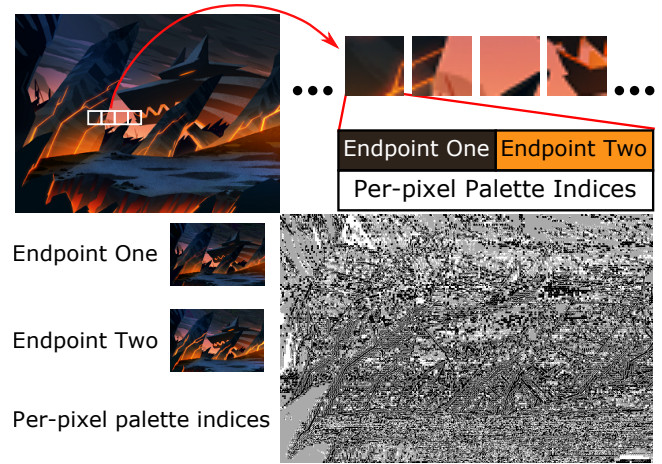 Endpoint One Endpoint Two
Per-pixel Palette Indices
Endpoint One
Endpoint Two
Per-pixel palette indices